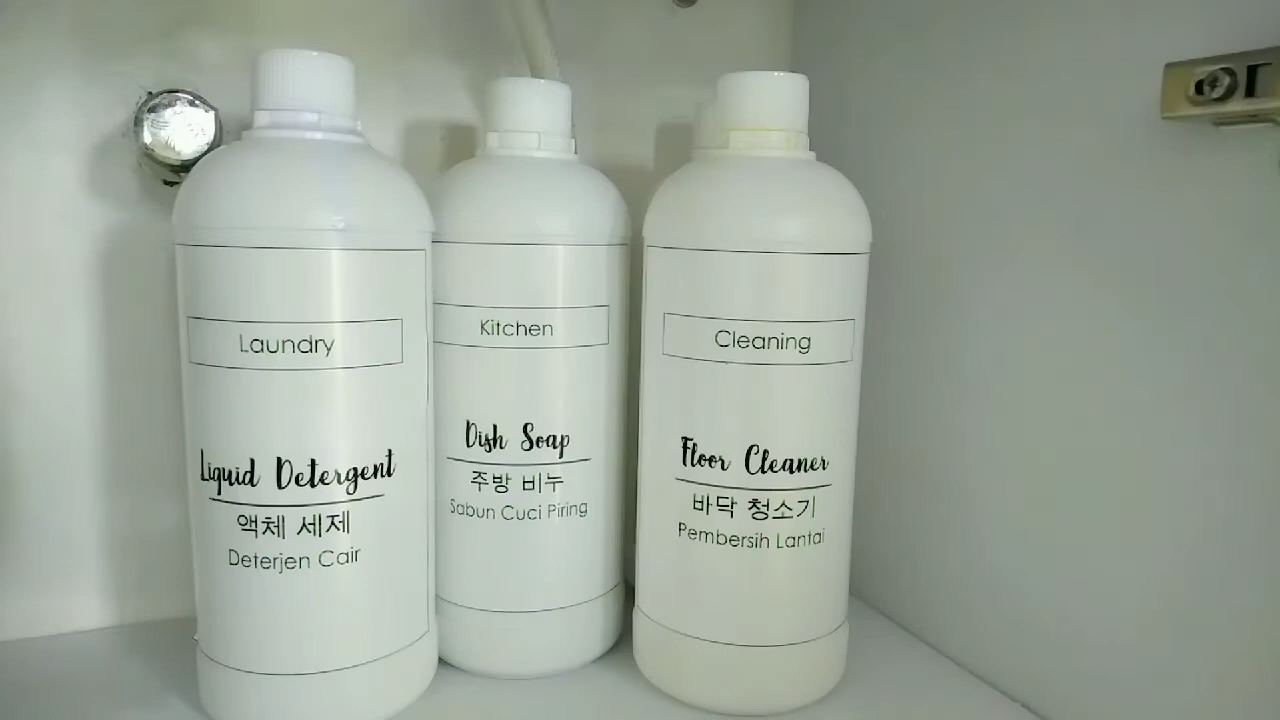 Laundry
Liquid Detergent
액체 세제
Deterjen Cair
Kitchen
Dish Soap
주방 비누
Sabun Cuci Piring
Cleaning
Floor Cleaner
바닥 청소기
Pembersih Lantai